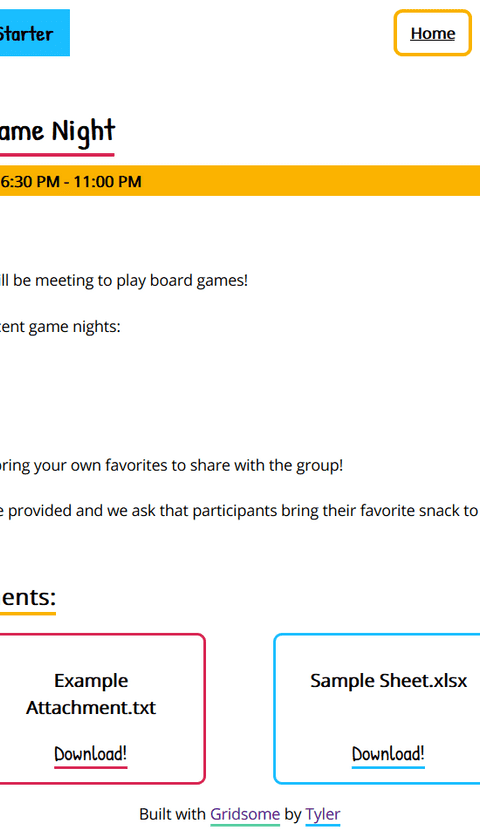 Starter
Home
ame Night
6:30 PM - 11:00 PM
ill be meeting to play board games!
cent game nights:
bring your own favorites to share with the group!
e provided and we ask that participants bring their favorite snack to
ents:
Example
Attachment.txt
Download!
Sample Sheet.xlsx
Download!
Built with Gridsome by Tyler